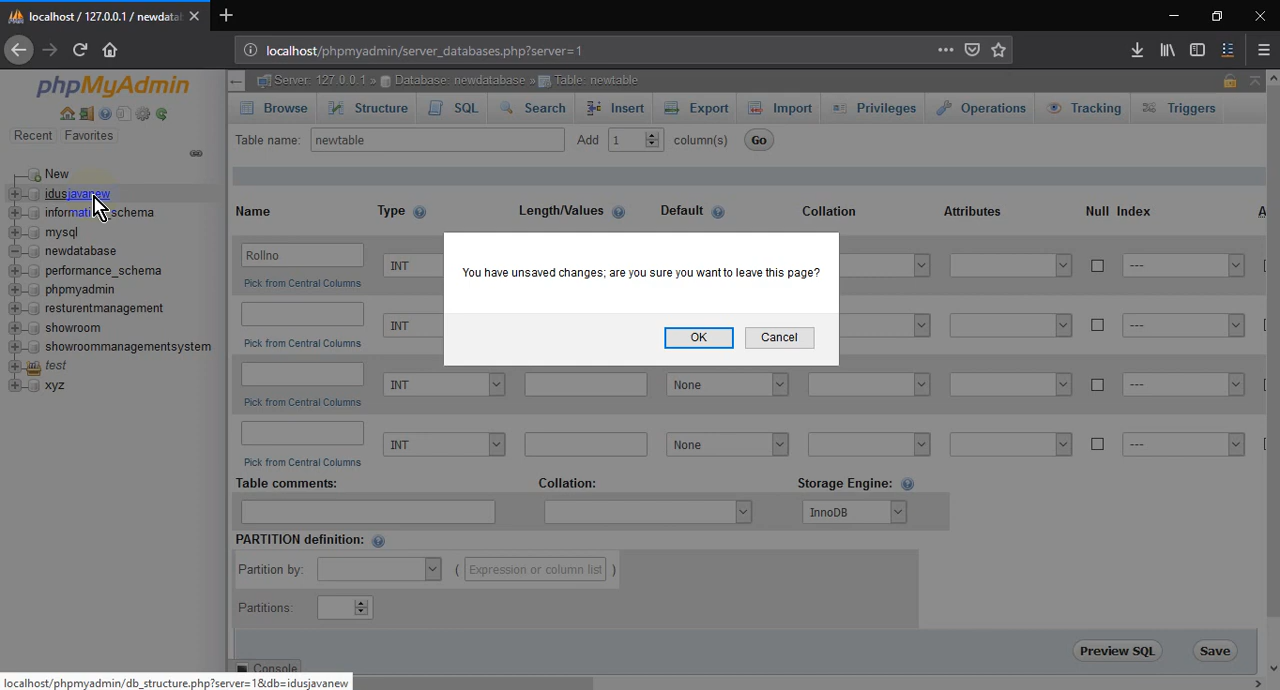 localhost / 127.0.0.1 / newdata
localhost/phpmyadmin/server_databases.php?server=1
phpMyAdmin
Server: 127.0.0.1 » Database: newdatabase » Table: newtable
Browse Structure SQL Search Insert Export Import Privileges Operations Tracking Triggers
Recent Favorites
Table name: newtable Add 1 column(s) Go
New
idusjavanew
information_schema
mysql
newdatabase
performance_schema
phpmyadmin
resturentmanagement
showroom
showroommanagementsystem
test
xyz
Name Type Length/Values Default Collation Attributes Null Index A
Rollno INT ---
Pick from Central Columns
You have unsaved changes; are you sure you want to leave this page?
OK Cancel
INT ---
Pick from Central Columns
INT None ---
Pick from Central Columns
INT None ---
Pick from Central Columns
Table comments: Collation: Storage Engine:
InnoDB
PARTITION definition:
Partition by: ( Expression or column list )
Partitions:
Preview SQL Save
Console
localhost/phpmyadmin/db_structure.php?server=1&db=idusjavanew